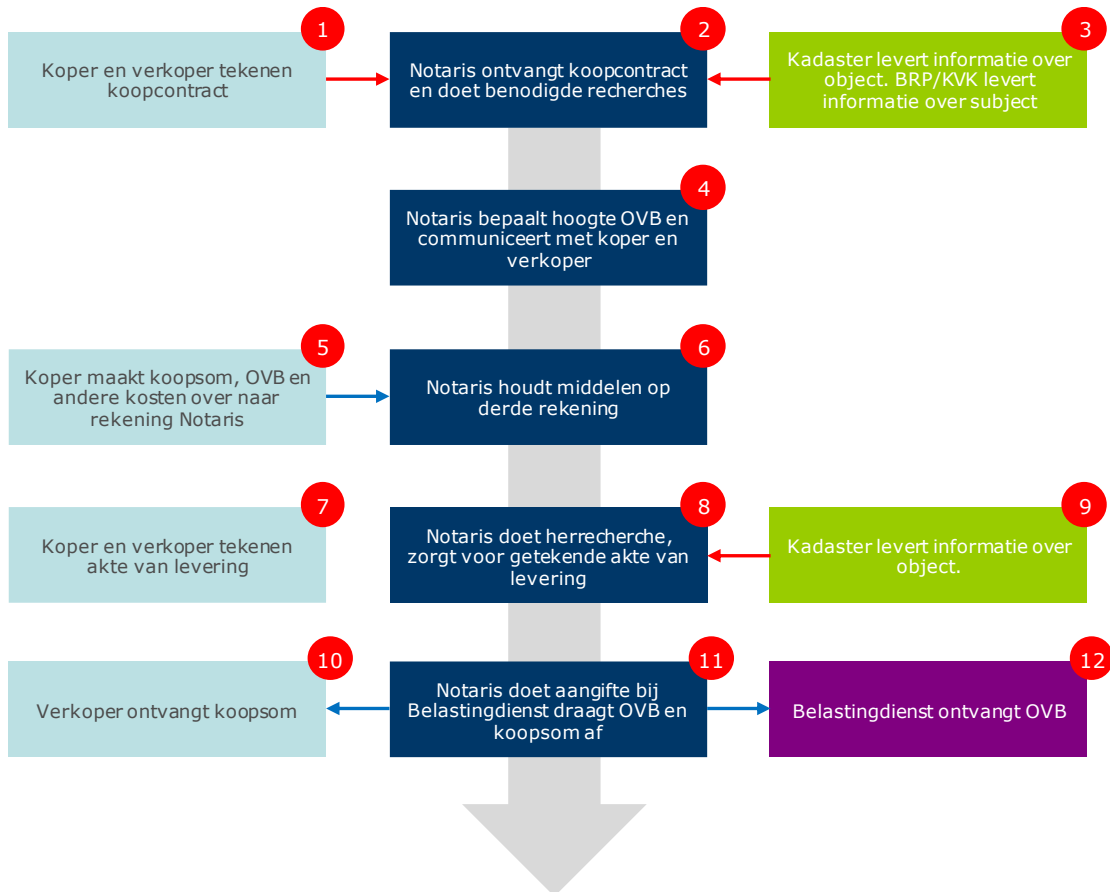 1
Koper en verkoper tekenen
koopcontract
2
Notaris ontvangt koopcontract
en doet benodigde recherches
3
Kadaster levert informatie over
object. BRP/KVK levert
informatie over subject
4
Notaris bepaalt hoogte OVB en
communiceert met koper en
verkoper
5
Koper maakt koopsom, OVB en
andere kosten over naar
rekening Notaris
6
Notaris houdt middelen op
derde rekening
7
Koper en verkoper tekenen
akte van levering
8
Notaris doet herrecherche,
zorgt voor getekende akte van
levering
9
Kadaster levert informatie over
object.
10
Verkoper ontvangt koopsom
11
Notaris doet aangifte bij
Belastingdienst draagt OVB en
koopsom af
12
Belastingdienst ontvangt OVB